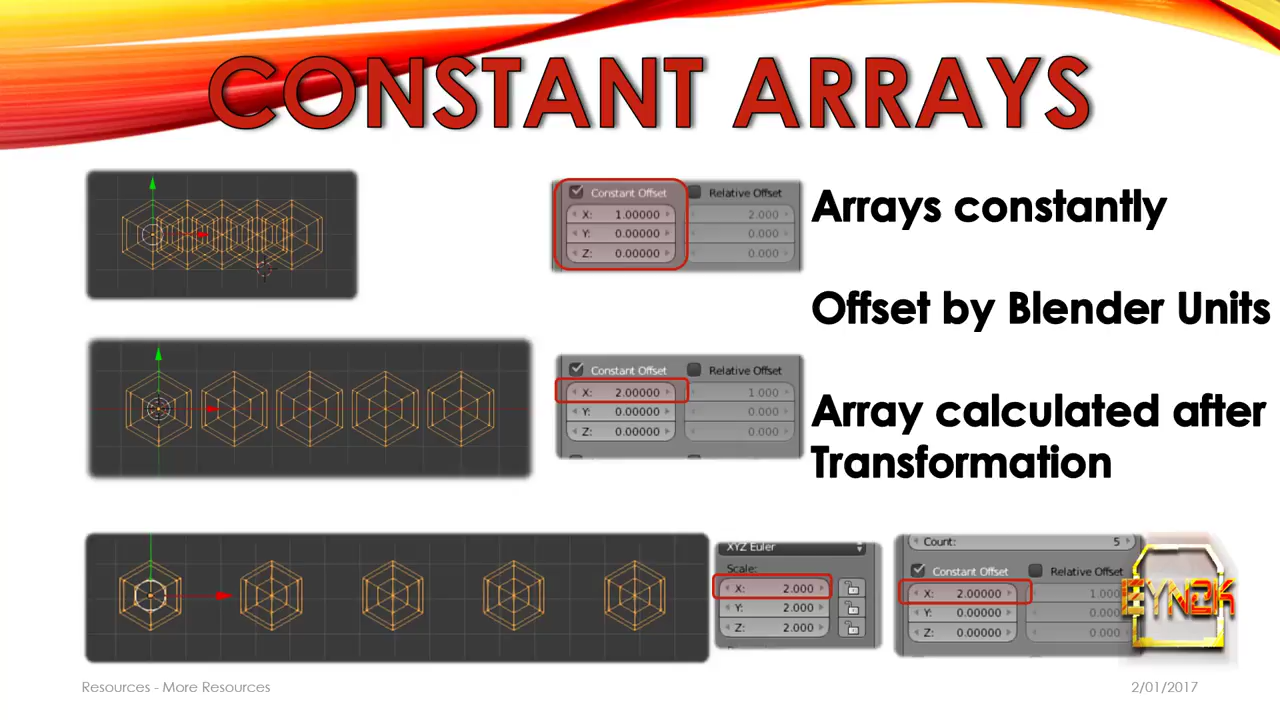 CONSTANT ARRAYS
Constant Offset
Relative Offset
X: 1.00000
2.000
Y: 0.00000
0.000
Z: 0.00000
0.000
Arrays constantly
Offset by Blender Units
Constant Offset
Relative Offset
X: 2.00000
1.000
Y: 0.00000
0.000
Z: 0.00000
0.000
Array calculated after
Transformation
XYZ Euler
Scale:
X: 2.000
Y: 2.000
Z: 2.000
Count: 5
Constant Offset
Relative Offset
X: 2.00000
1.000
Y: 0.00000
0.000
Z: 0.00000
0.000
EYN2K
Resources - More Resources
2/01/2017